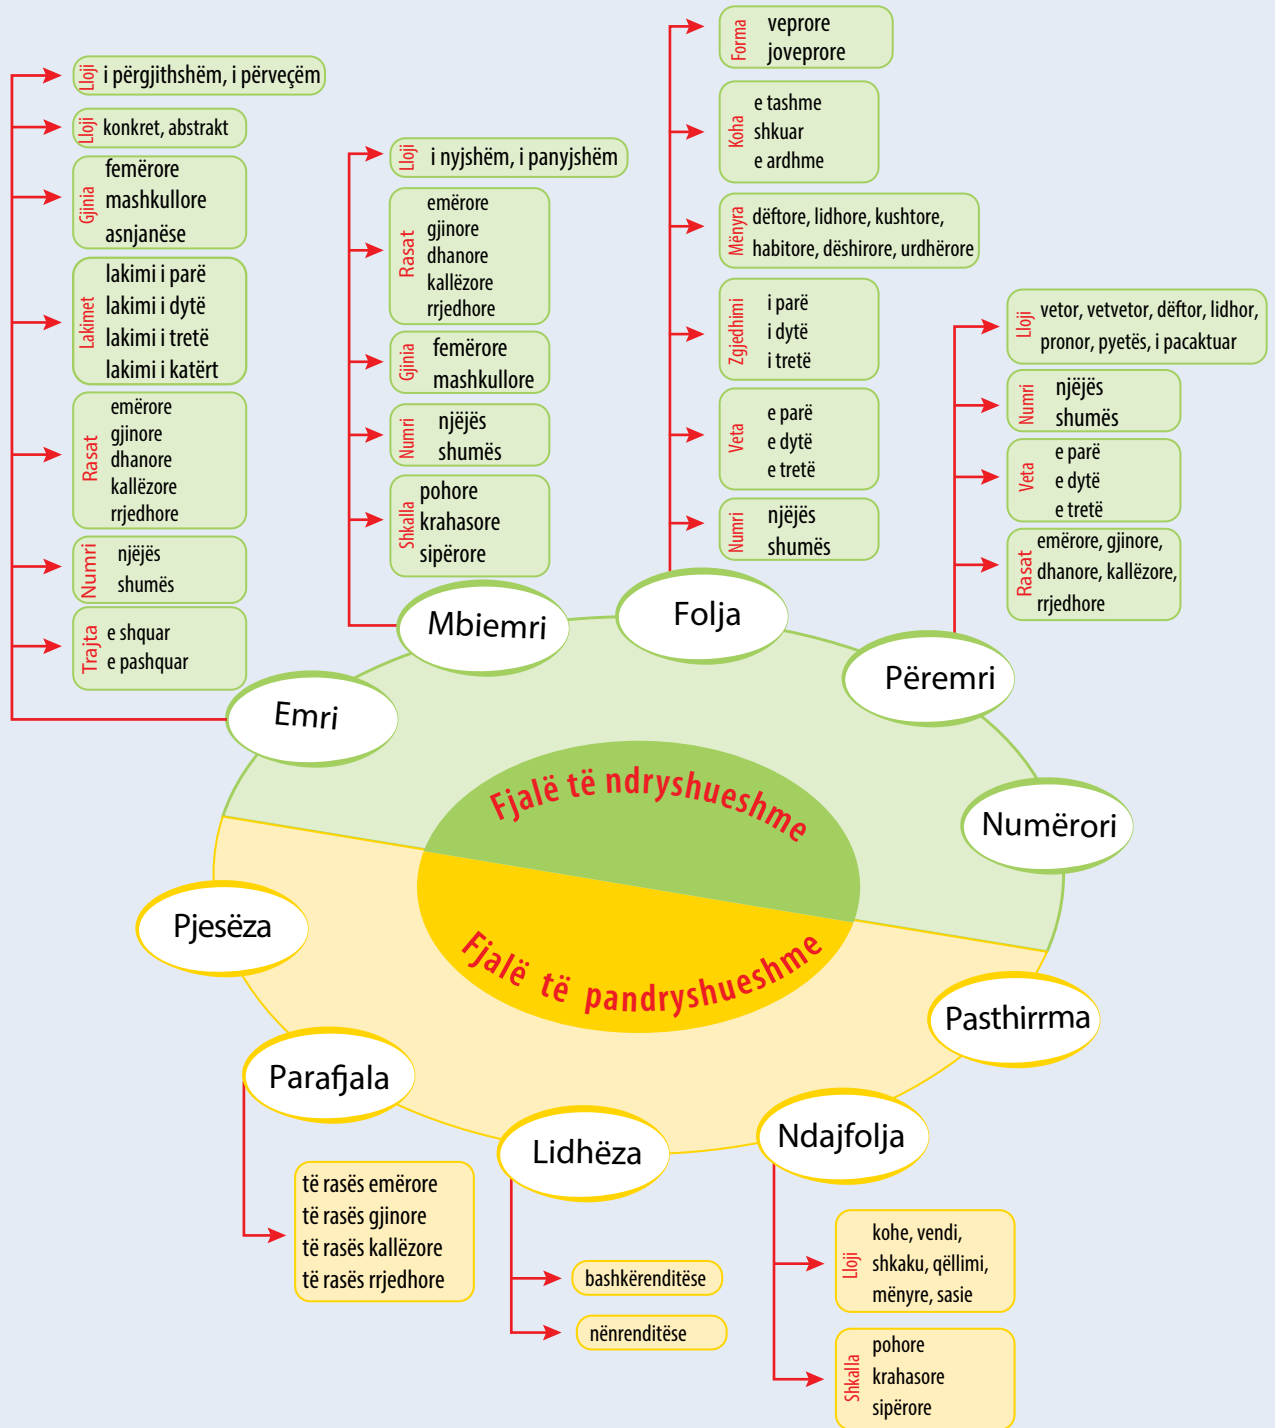 Lloji
i përgjithshëm, i përveçëm
Lloji
konkret, abstrakt
Gjinia
femërore
mashkullore
asnjanëse
Lakimet
lakimi i parë
lakimi i dytë
lakimi i tretë
lakimi i katërt
Rasat
emërore
gjinore
dhanore
kallëzore
rrjedhore
Numri
njëjës
shumës
Trajta
e shquar
e pashquar
Emri
Lloji
i nyjshëm, i panyjshëm
Rasat
emërore
gjinore
dhanore
kallëzore
rrjedhore
Gjinia
femërore
mashkullore
Numri
njëjës
shumës
Shkalla
pohore
krahasore
sipërore
Mbiemri
Forma
veprore
joveprore
Koha
e tashme
shkuar
e ardhme
Mënyra
dëftore, lidhore, kushtore,
habitore, dëshirore, urdhërore
Zgjedhimi
i parë
i dytë
i tretë
Veta
e parë
e dytë
e tretë
Numri
njëjës
shumës
Folja
Lloji
vetor, vetvetor, dëftor, lidhor,
pronor, pyetës, i pacaktuar
Numri
njëjës
shumës
Veta
e parë
e dytë
e tretë
Rasat
emërore, gjinore,
dhanore, kallëzore,
rrjedhore
Përemri
Numërori
Fjalë të ndryshueshme
Fjalë të pandryshueshme
Pjesëza
Parafjala
të rasës emërore
të rasës gjinore
të rasës kallëzore
të rasës rrjedhore
Lidhëza
bashkërenditëse
nënrenditëse
Ndajfolja
Lloji
kohe, vendi,
shkaku, qëllimi,
mënyre, sasie
Shkalla
pohore
krahasore
sipërore
Pasthirrma